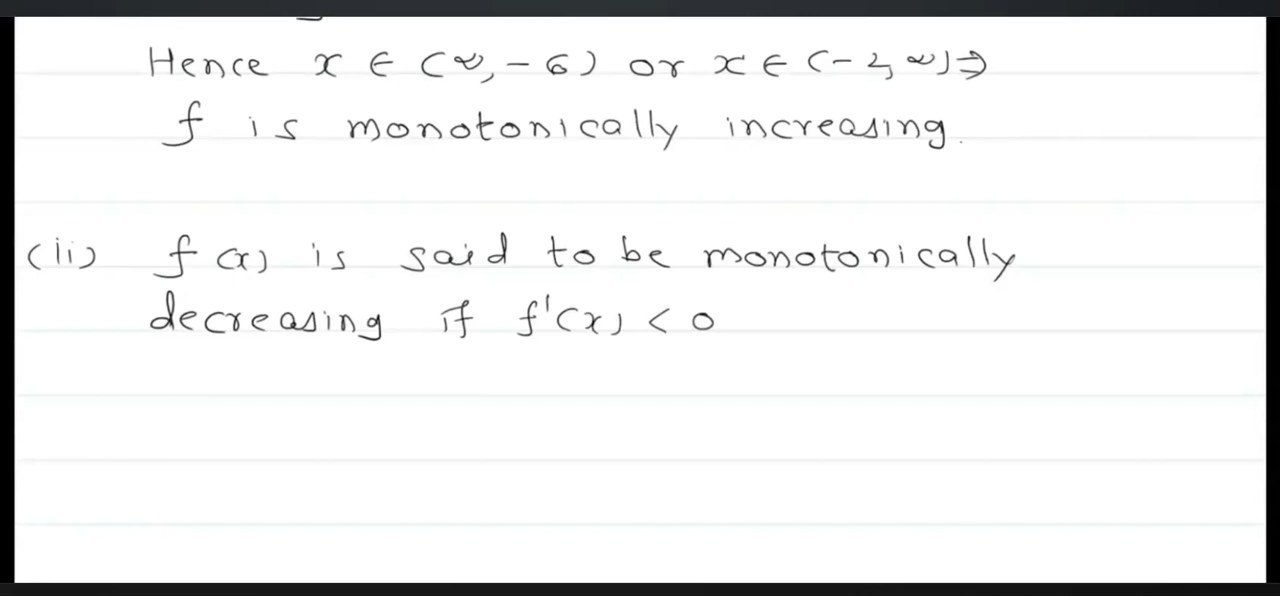 Hence x ∈ (∞, - 6) or x ∈ (- 2, ∞) ⇒
f is monotonically increasing.
(ii) f(x) is said to be monotonically
decreasing if f'(x) < 0